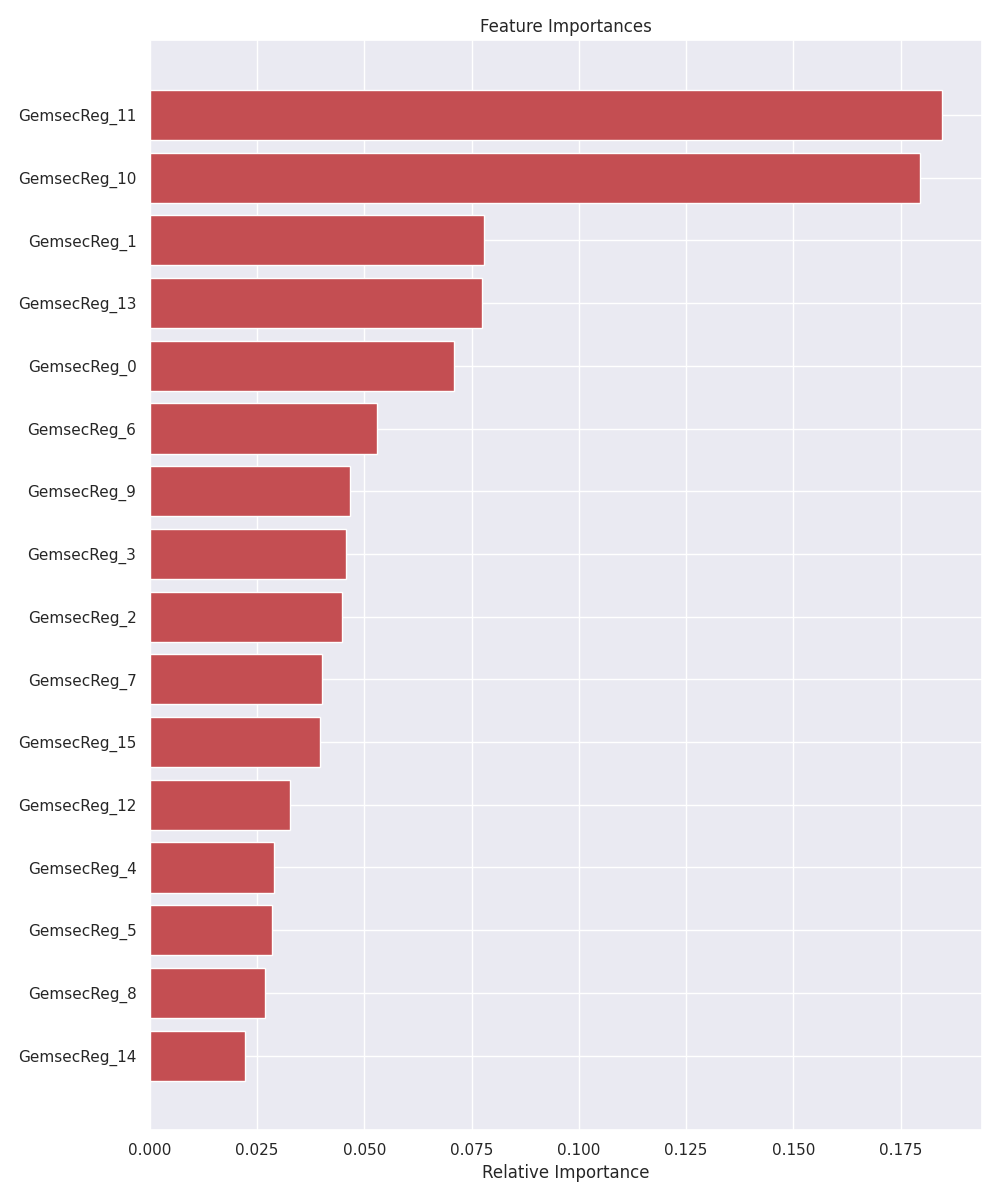 Feature Importances
GemsecReg_11
GemsecReg_10
GemsecReg_1
GemsecReg_13
GemsecReg_0
GemsecReg_6
GemsecReg_9
GemsecReg_3
GemsecReg_2
GemsecReg_7
GemsecReg_15
GemsecReg_12
GemsecReg_4
GemsecReg_5
GemsecReg_8
GemsecReg_14
0.000 0.025 0.050 0.075 0.100 0.125 0.150 0.175
Relative Importance